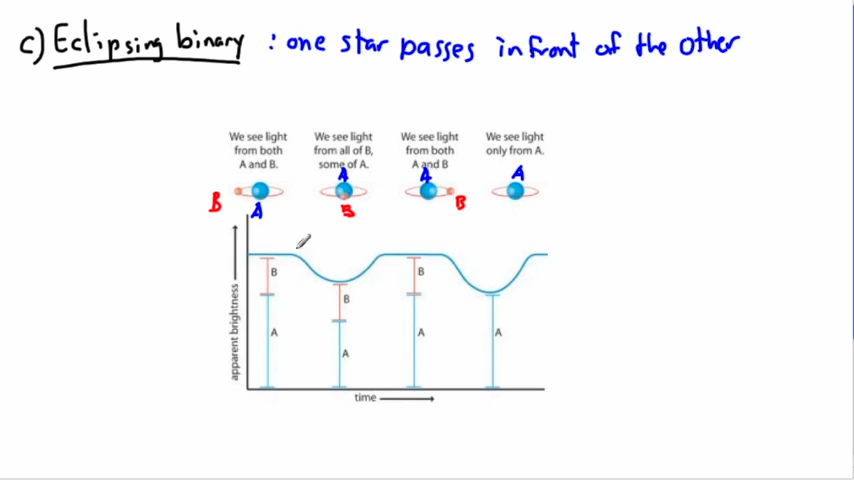 c) Eclipsing binary : one star passes in front of the other
We see light from both A and B.
We see light from all of B, some of A.
We see light from both A and B
We see light only from A.
B A
A B
A B
A
apparent brightness
B
A
B
A
B
A
A
time